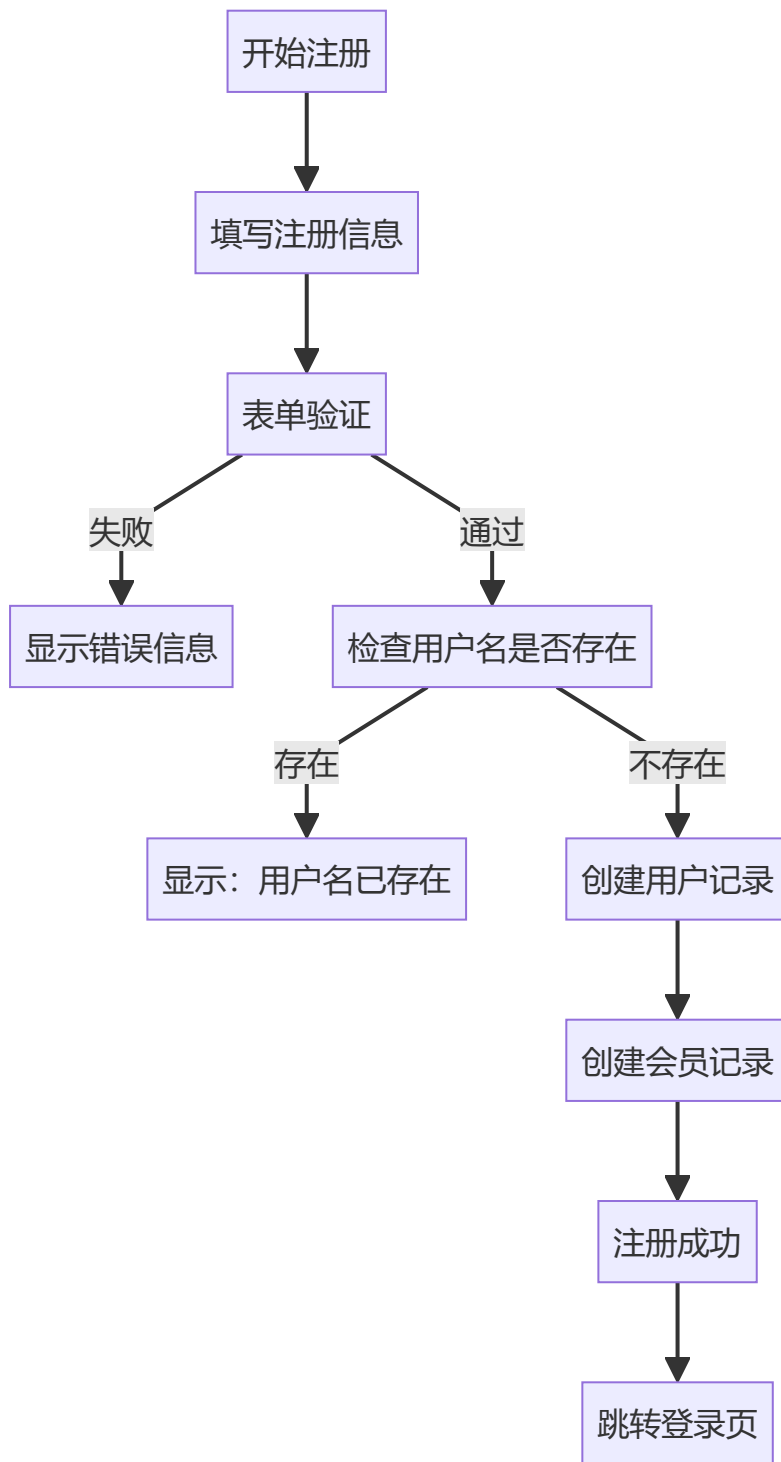 开始注册
填写注册信息
表单验证
失败
通过
显示错误信息
检查用户名是否存在
存在
不存在
显示：用户名已存在
创建用户记录
创建会员记录
注册成功
跳转登录页